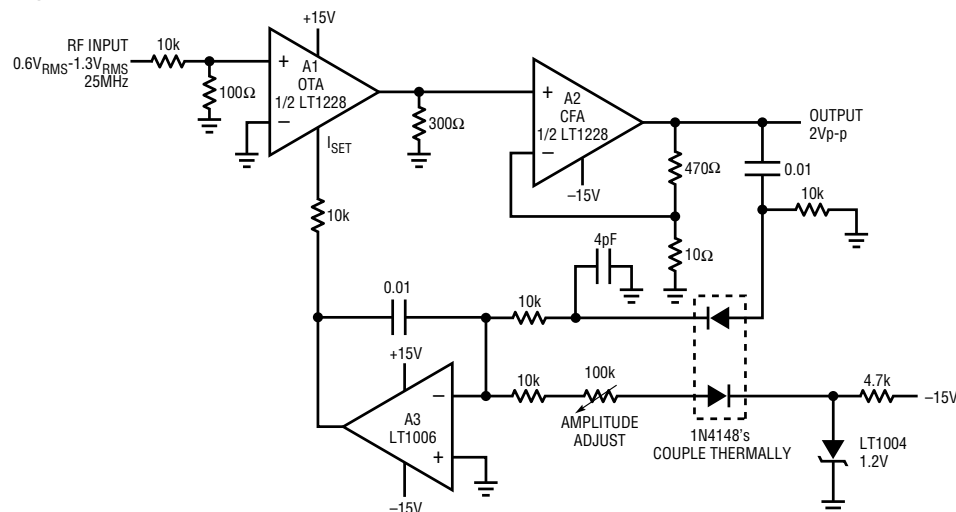 RF INPUT
0.6VRMS-1.3VRMS
25MHz
10k
100Ω
+15V
+
A1
OTA
1/2 LT1228
−
ISET
10k
300Ω
+
A2
CFA
1/2 LT1228
−
−15V
OUTPUT
2Vp-p
470Ω
10Ω
0.01
10k
4pF
0.01
10k
10k
100k
AMPLITUDE
ADJUST
1N4148's
COUPLE THERMALLY
4.7k
−15V
LT1004
1.2V
+15V
−
A3
LT1006
+
−15V